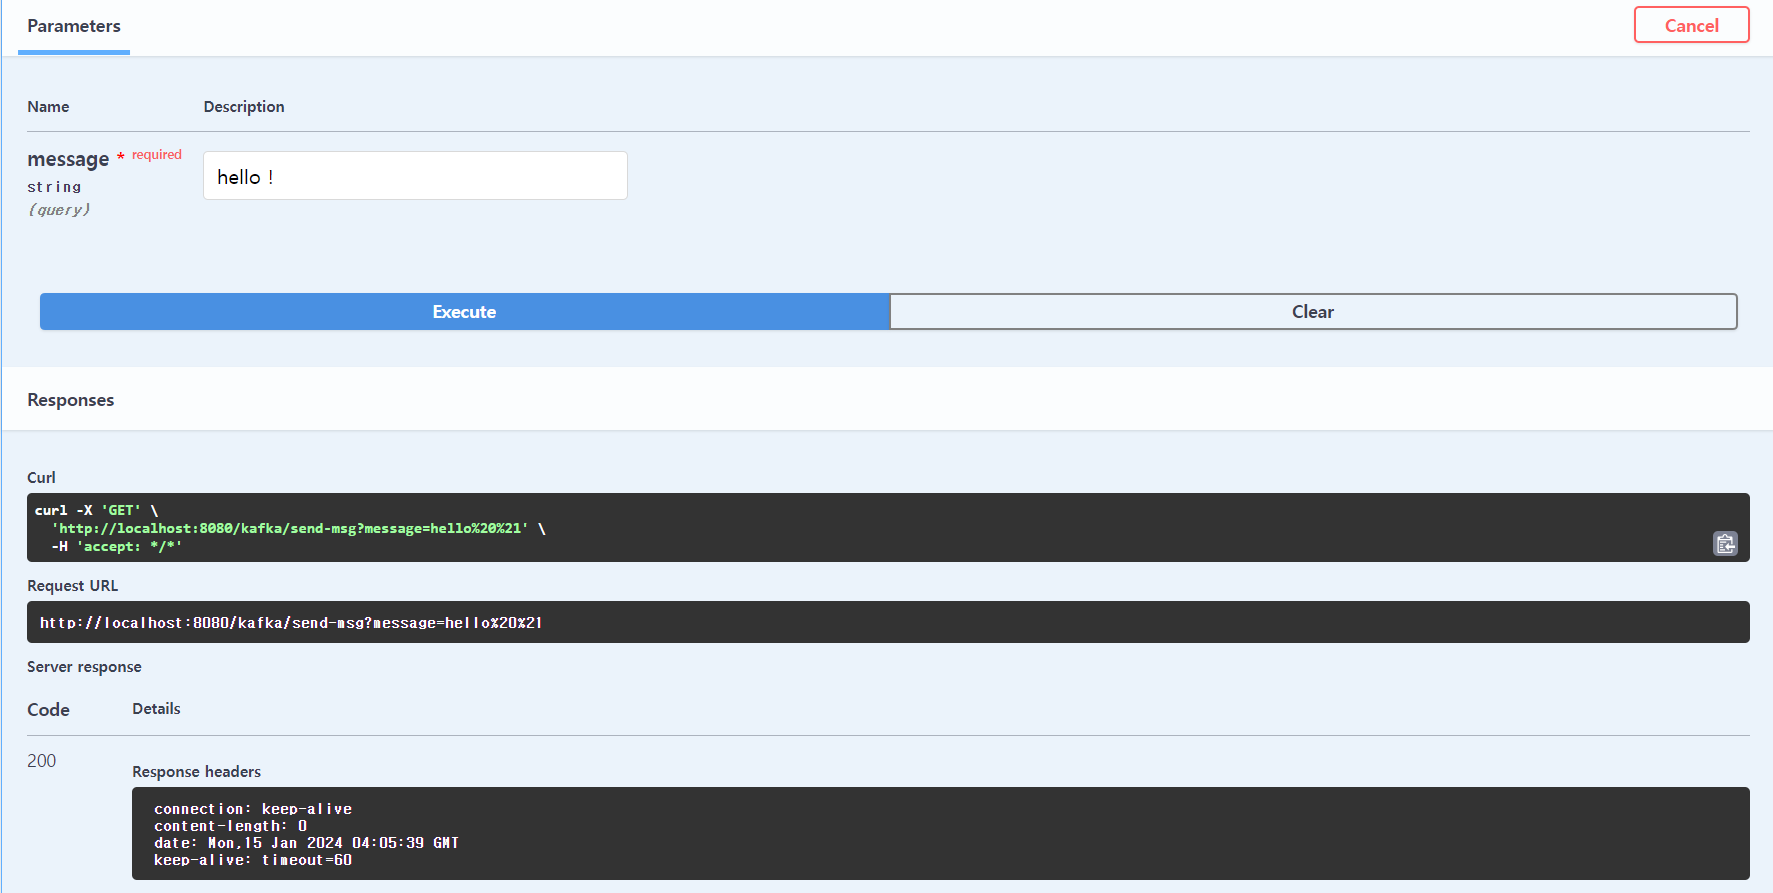 Parameters
Cancel
Name Description
message * required
string
(query)
hello !
Execute Clear
Responses
Curl
curl -X 'GET' \
'http://localhost:8080/kafka/send-msg?message=hello%20%21' \
-H 'accept: */*'
Request URL
http://localhost:8080/kafka/send-msg?message=hello%20%21
Server response
Code Details
200
Response headers
connection: keep-alive
content-length: 0
date: Mon,15 Jan 2024 04:05:39 GMT
keep-alive: timeout=60